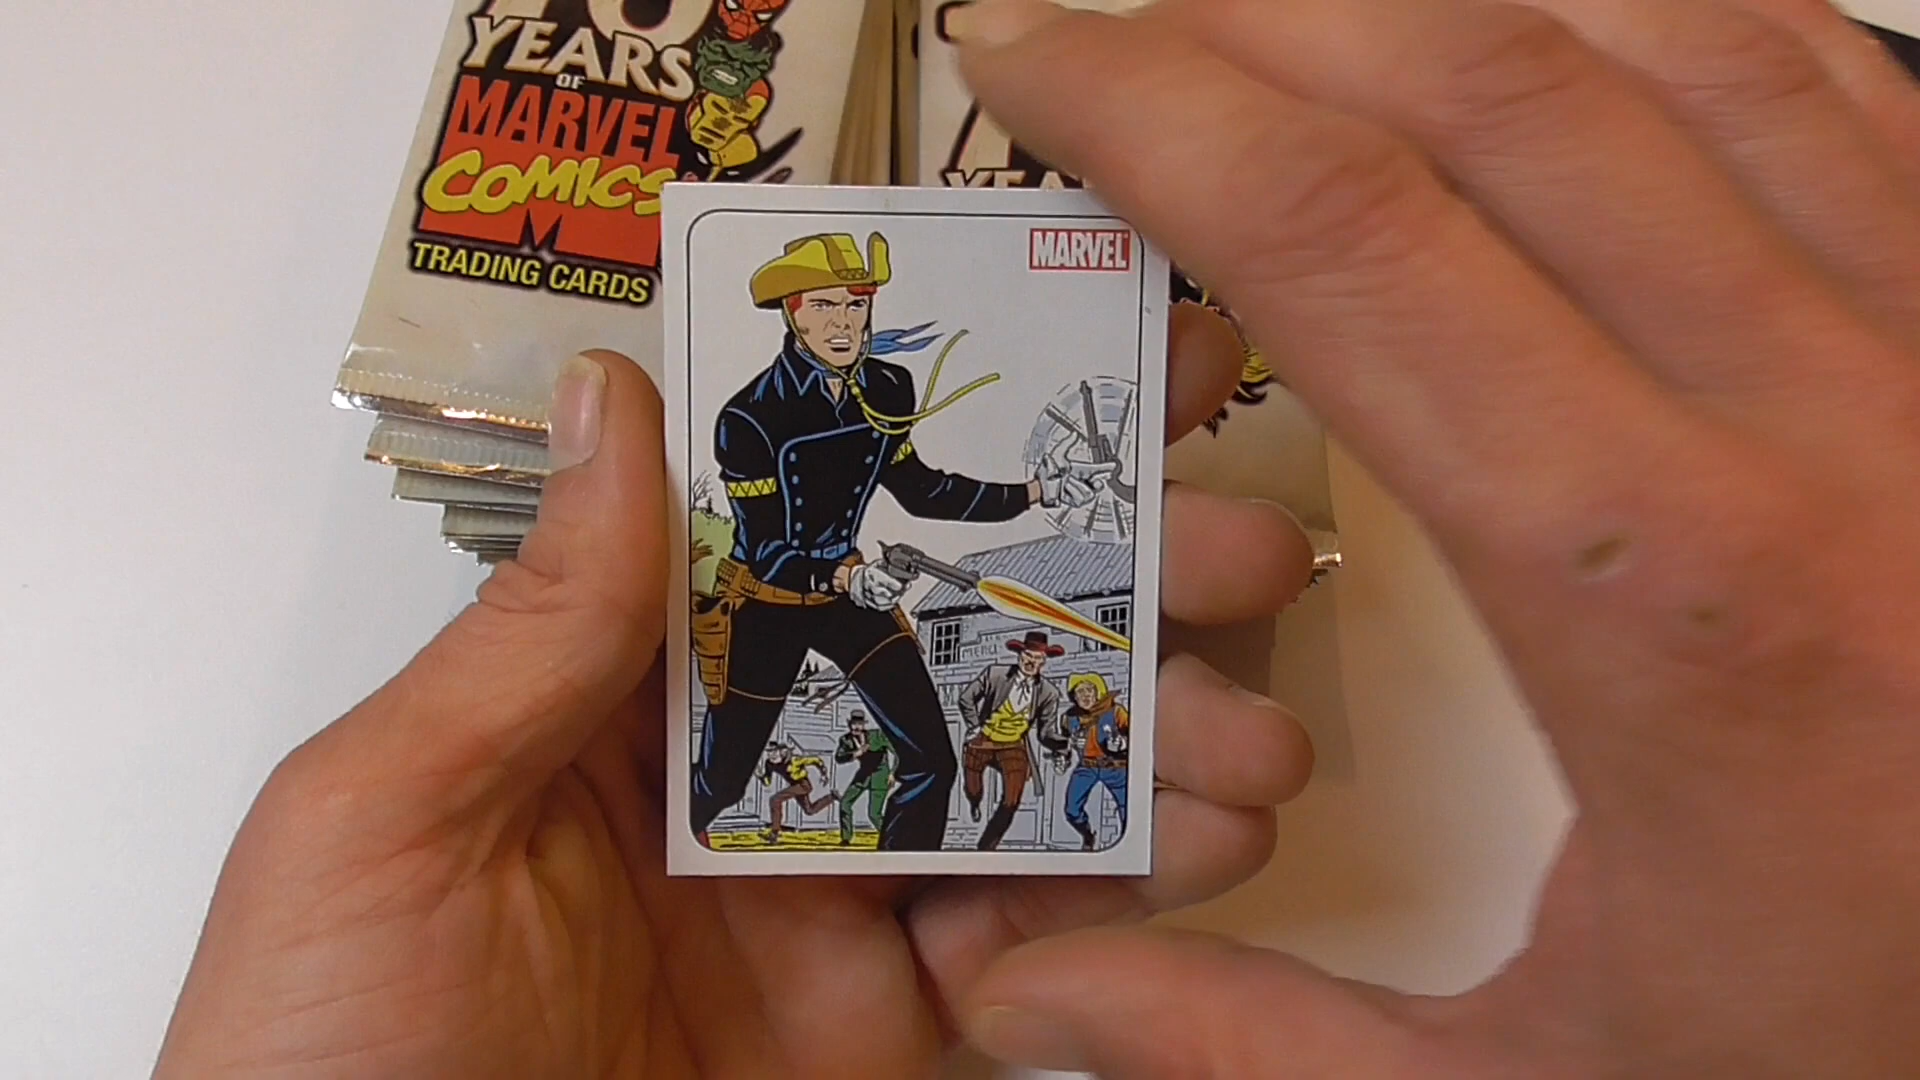 YEARS
OF
MARVEL
COMICS
TRADING CARDS
MARVEL